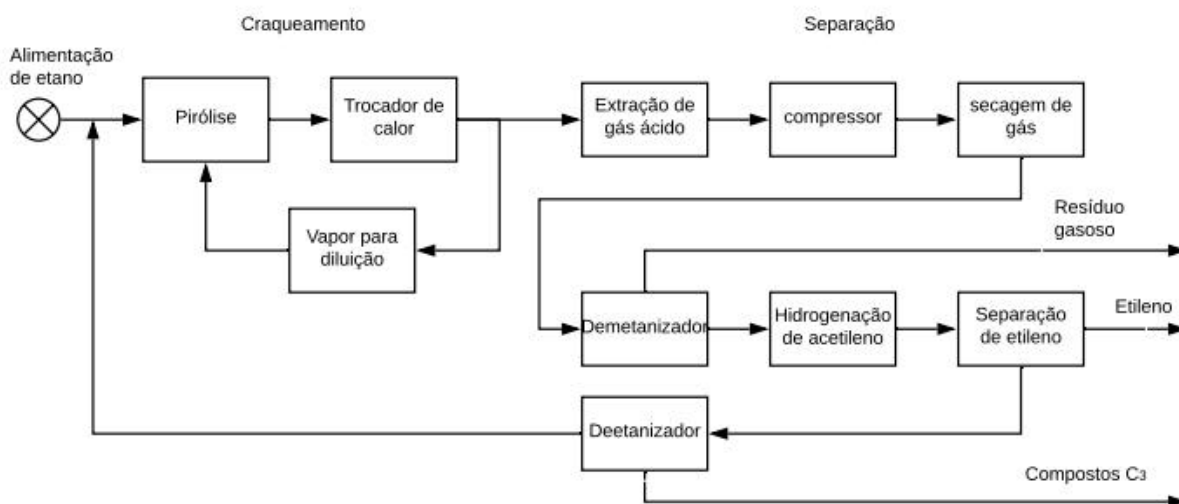 Craqueamento
Separação
Alimentação
de etano
Pirólise
Trocador de
calor
Extração de
gás ácido
compressor
secagem de
gás
Vapor para
diluição
Resíduo
gasoso
Demetanizador
Hidrogenação
de acetileno
Separação
de etileno
Etileno
Deetanizador
Compostos C3